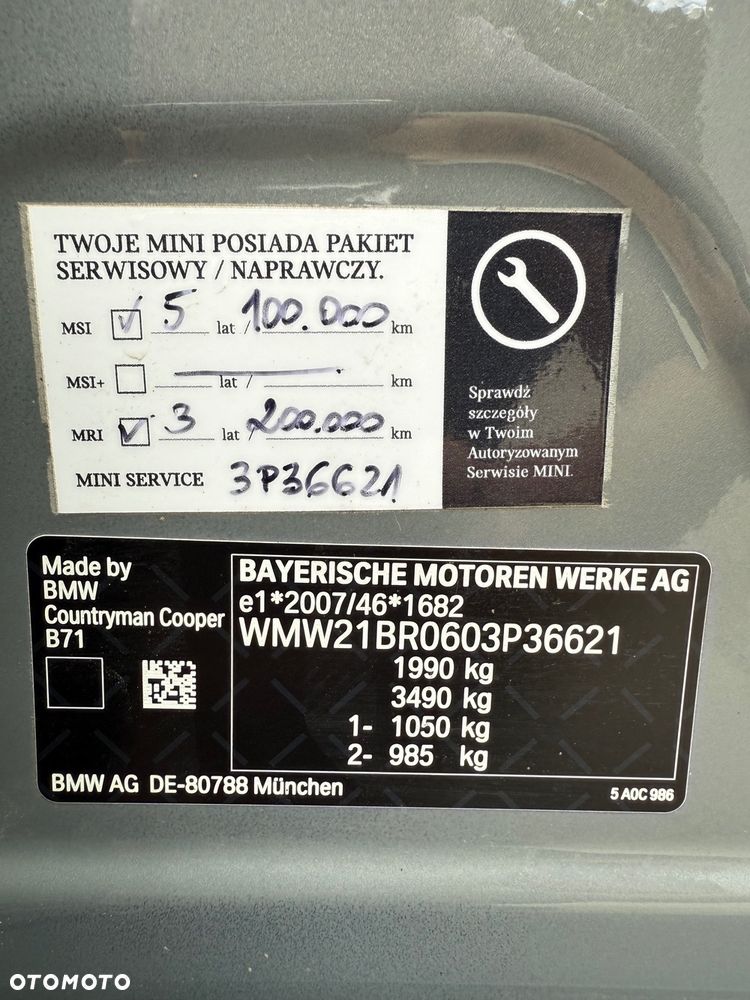 TWOJE MINI POSIADA PAKIET
SERWISOWY / NAPRAWCZY.
MSI ✓ 5 lat / 100.000 km
MSI+ lat / km
MRI ✓ 3 lat / 200.000 km
MINI SERVICE 3P36621
Sprawdź
szczegóły
w Twoim
Autoryzowanym
Serwisie MINI.
Made by
BMW
Countryman Cooper
B71
BAYERISCHE MOTOREN WERKE AG
e1*2007/46*1682
WMW21BR0603P36621
1990 kg
3490 kg
1- 1050 kg
2- 985 kg
BMW AG DE-80788 München
5 A0C 986
OTOMOTO